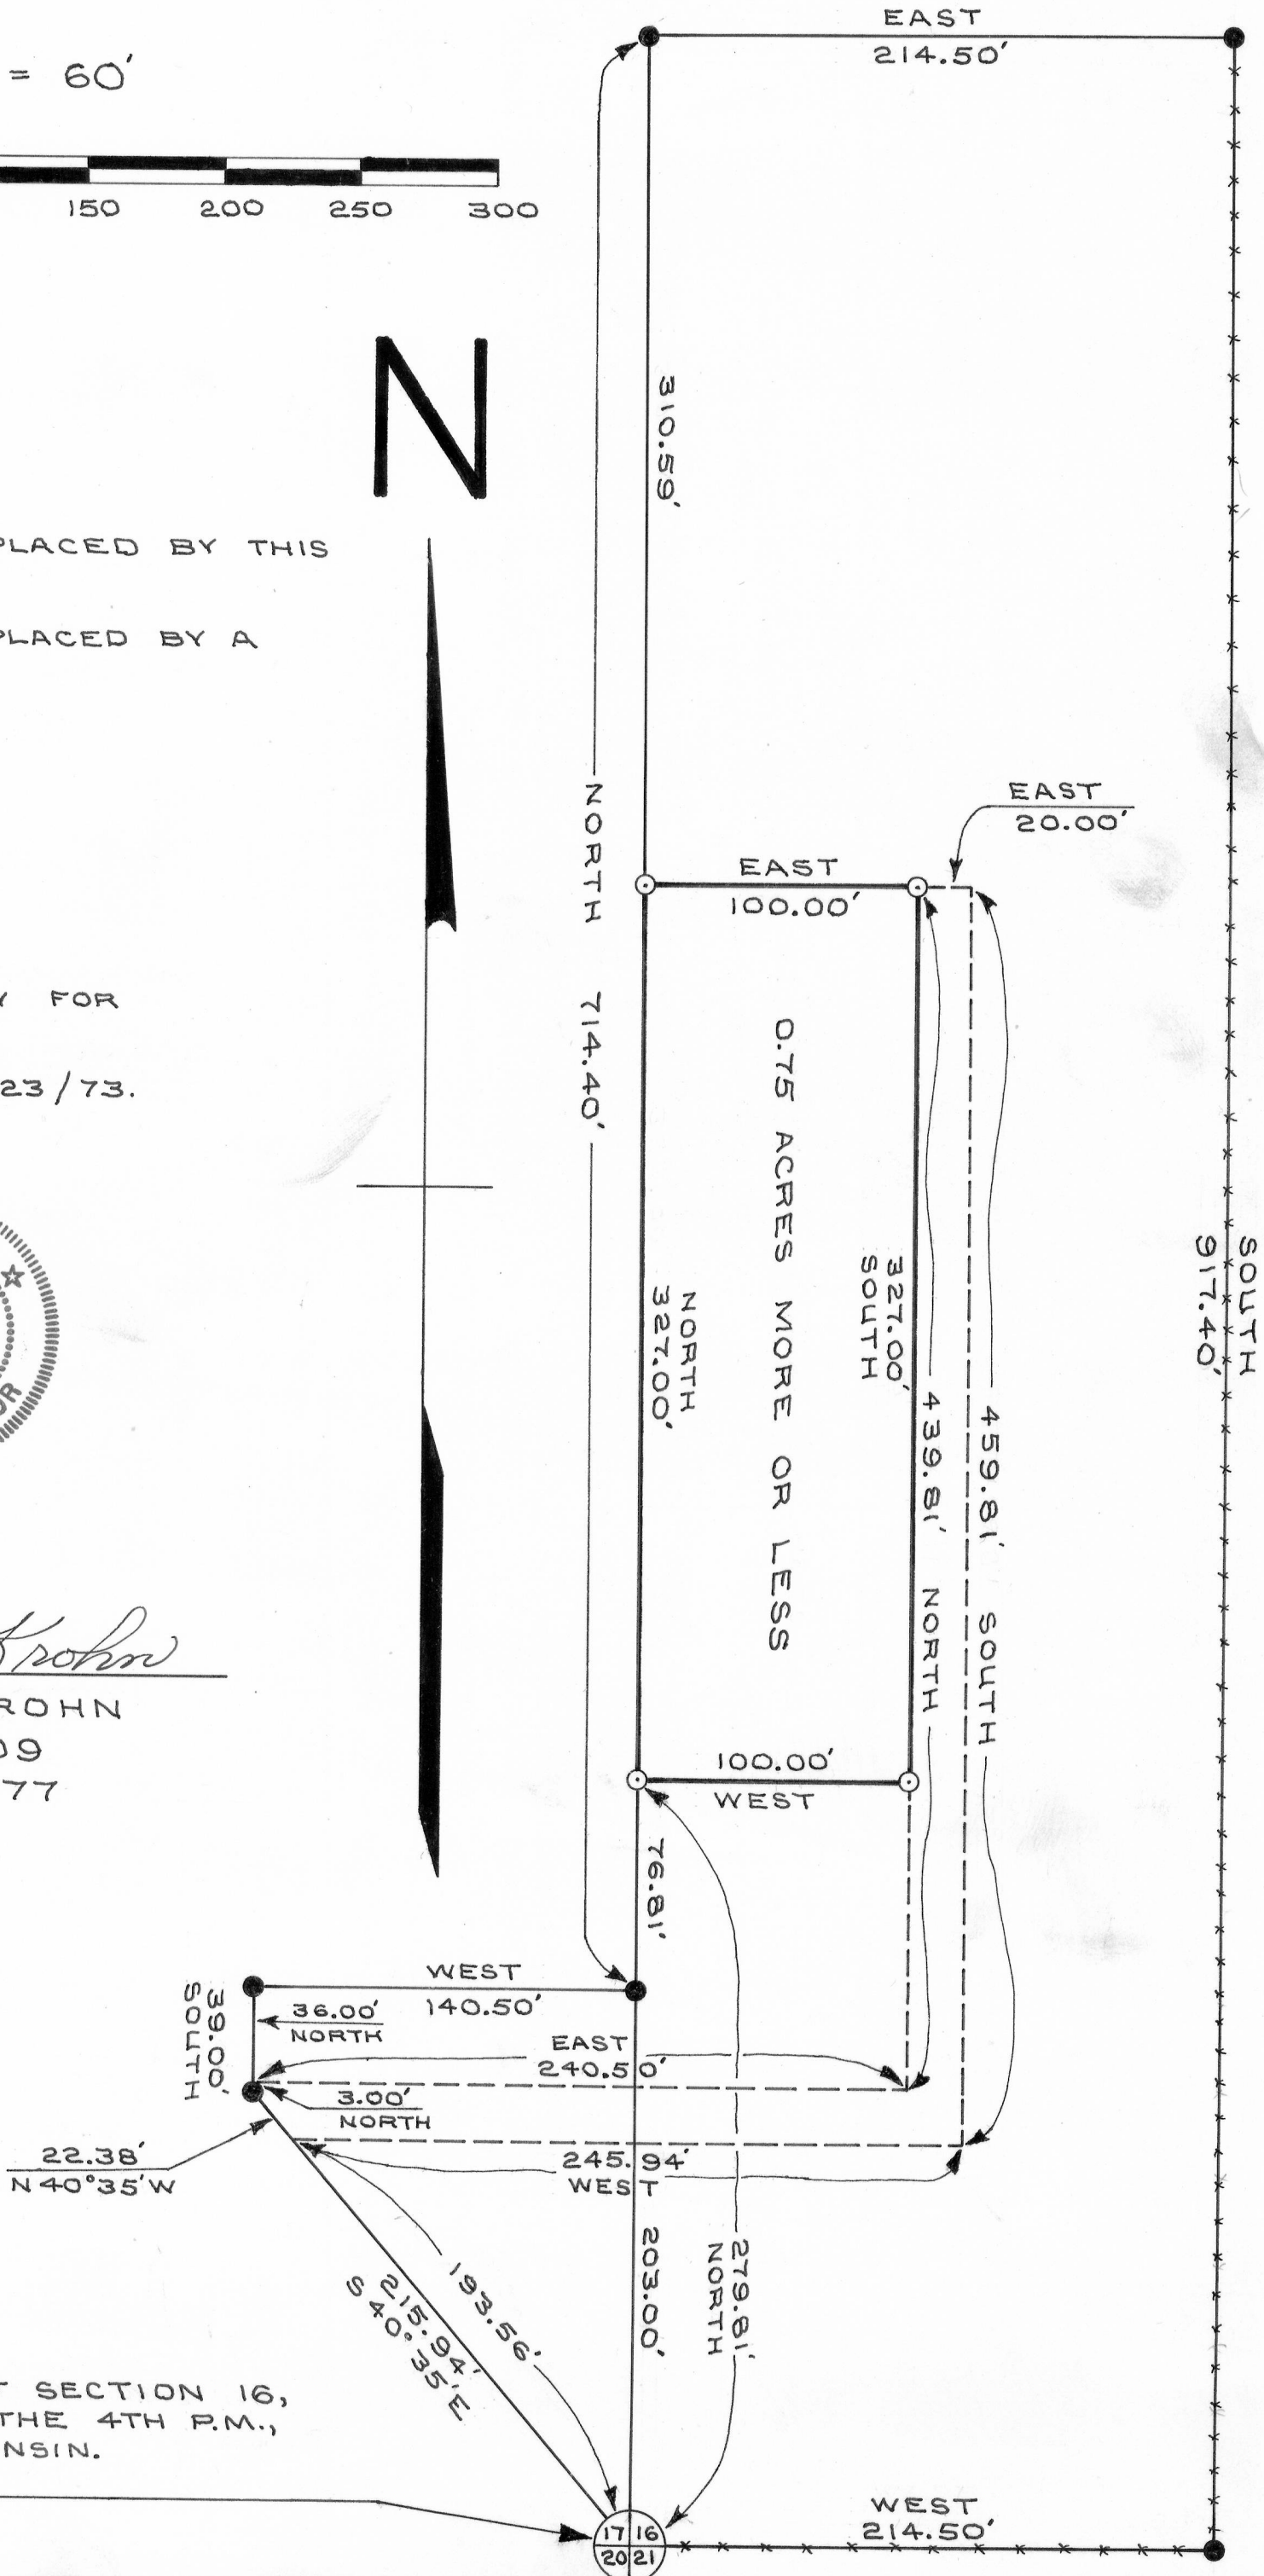 EAST
214.50'
= 60'
150 200 250 300
N
310.59'
PLACED BY THIS
PLACED BY A
NORTH 714.40'
EAST
20.00'
EAST
100.00'
Y FOR
23/73.
0.75 ACRES MORE OR LESS
SOUTH
917.40'
327.00'
SOUTH
NORTH
327.00'
439.81' NORTH
459.81' SOUTH
OR
Krohn
ROHN
09
77
100.00'
WEST
76.81'
WEST
140.50'
39.00'
SOUTH
36.00'
NORTH
EAST
240.50'
3.00'
NORTH
22.38'
N 40°35'W
245.94'
WEST
203.00'
279.81'
NORTH
193.56'
215.94'
S 40°35'E
T SECTION 16,
THE 4TH P.M.,
NSIN.
WEST
214.50'
17 16
20 21